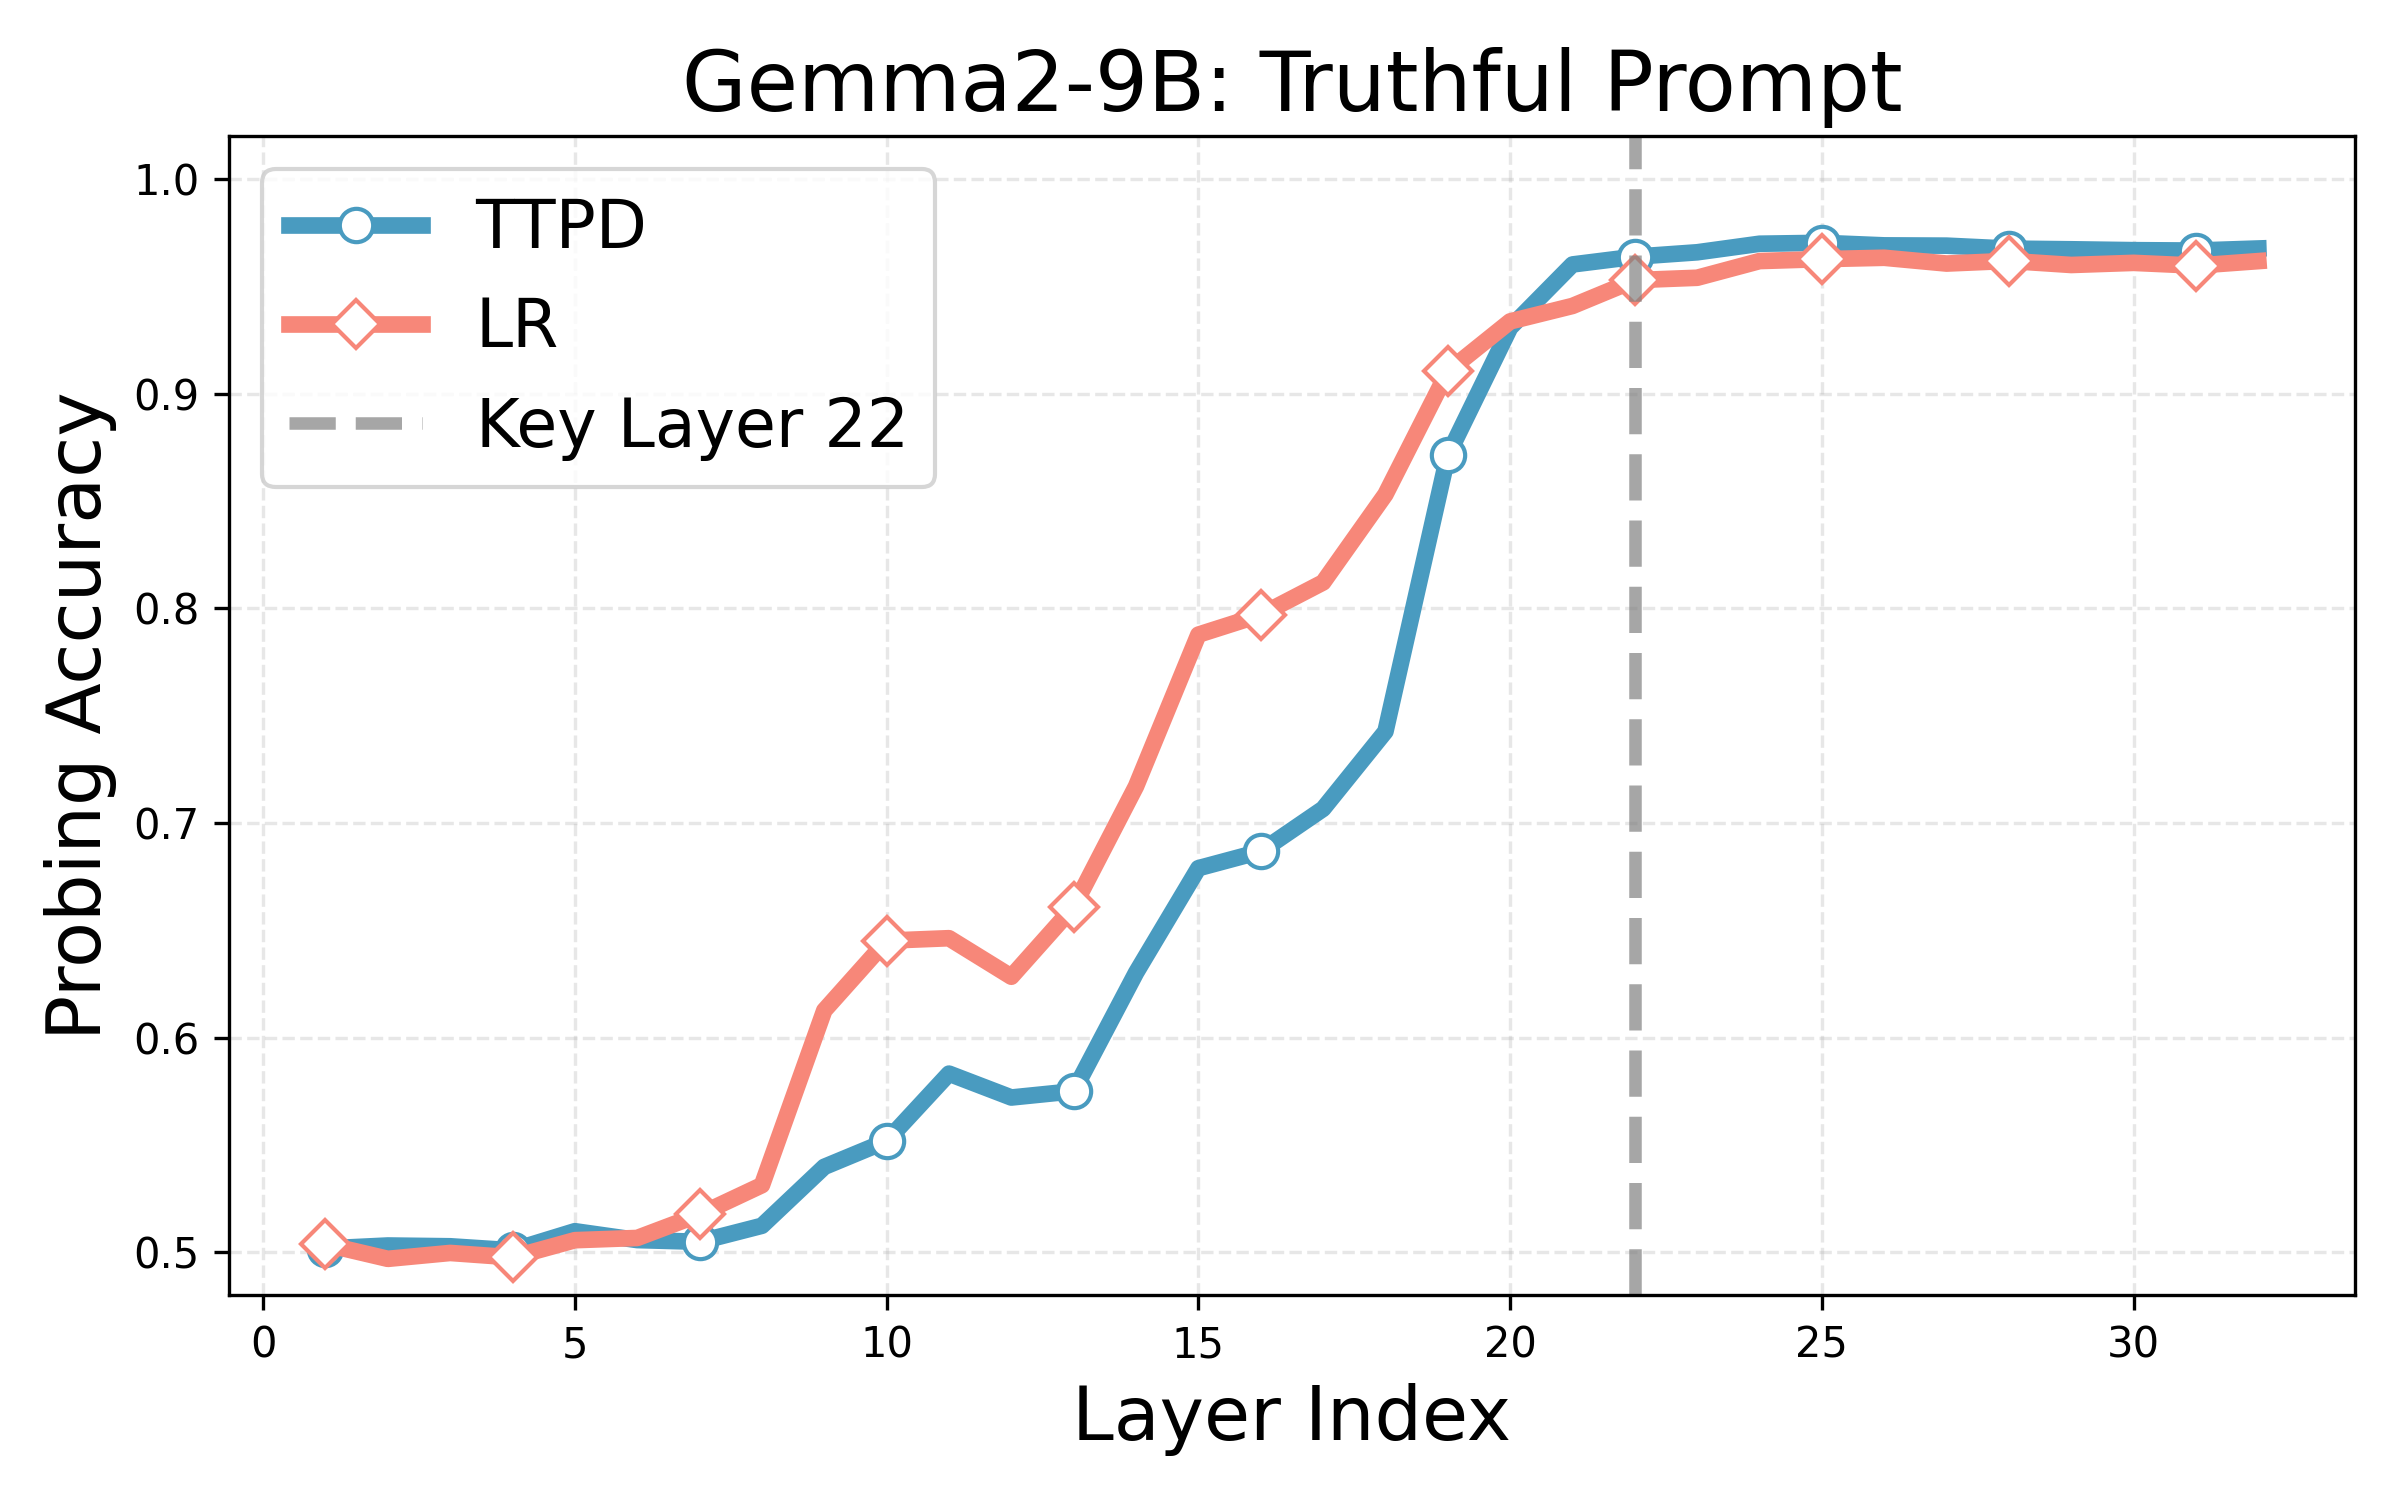 Gemma2-9B: Truthful Prompt
TTPD
LR
Key Layer 22
Probing Accuracy
1.0
0.9
0.8
0.7
0.6
0.5
0 5 10 15 20 25 30
Layer Index